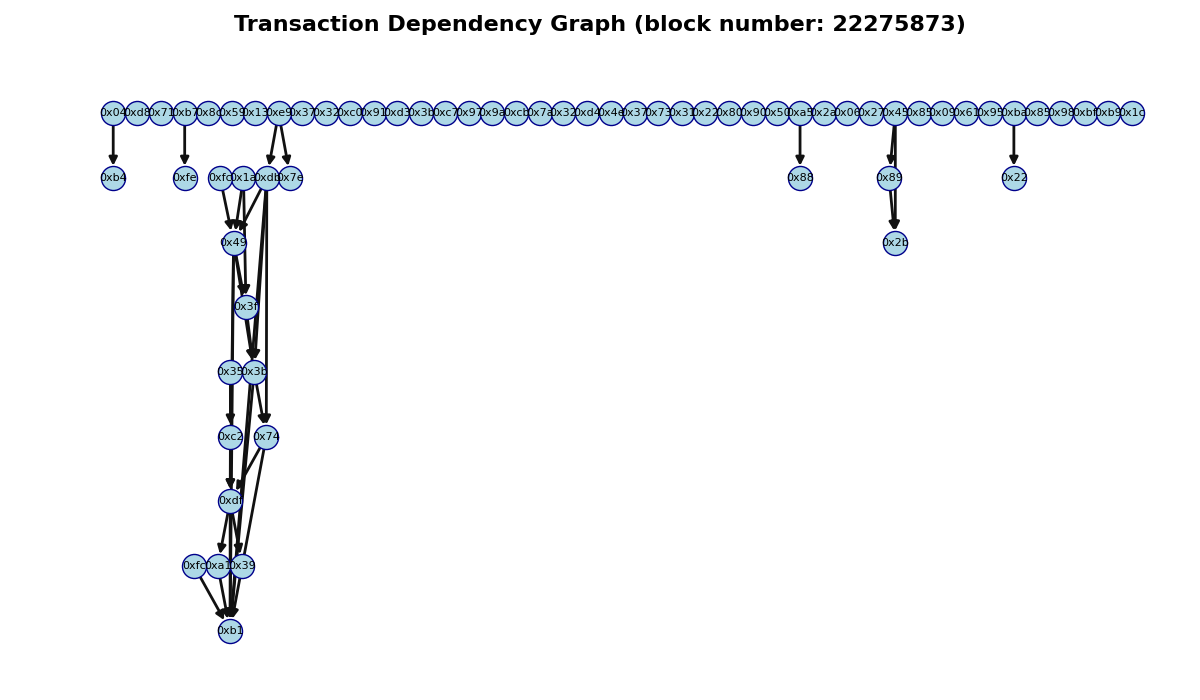 Transaction Dependency Graph (block number: 22275873)
0x04 0xd8 0x71 0xb7 0x8c 0x59 0x13 0xe9 0x37 0x32 0xc0 0x91 0xd3 0x3b 0xc7 0x97 0x9a 0xcb 0x7a 0x32 0xd4 0x4e 0x37 0x73 0x31 0x22 0x80 0x90 0x50 0xa5 0x2a 0x06 0x27 0x45 0x85 0x09 0x61 0x95 0xba 0x85 0x98 0xbf 0xb9 0x1c
0xb4 0xfe 0xfc 0x1a 0xdb 0x7e 0x88 0x89 0x22
0x49 0x2b
0x3f
0x35 0x3b
0xc2 0x74
0xdf
0xfc 0xa1 0x39
0xb1